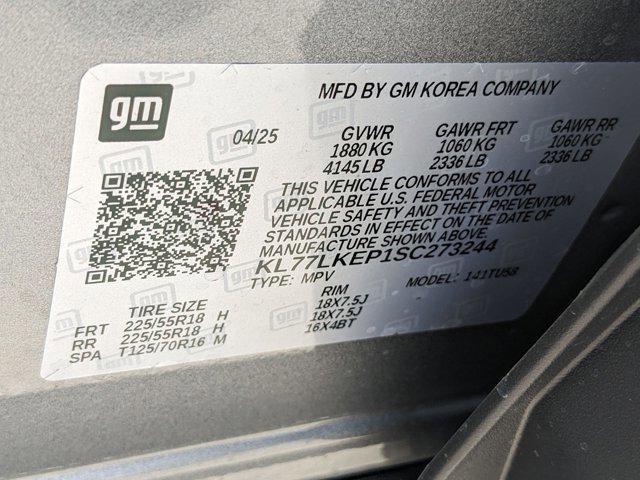 gm
MFD BY GM KOREA COMPANY
04/25 GVWR GAWR FRT GAWR RR
1880 KG 1060 KG 1060 KG
4145 LB 2336 LB 2336 LB
THIS VEHICLE CONFORMS TO ALL
APPLICABLE U.S. FEDERAL MOTOR
VEHICLE SAFETY AND THEFT PREVENTION
STANDARDS IN EFFECT ON THE DATE OF
MANUFACTURE SHOWN ABOVE.
KL77LKEP1SC273244
TYPE: MPV MODEL: 141TU58
TIRE SIZE RIM
FRT 225/55R18 H 18X7.5J
RR 225/55R18 H 18X7.5J
SPA T125/70R16 M 16X4BT